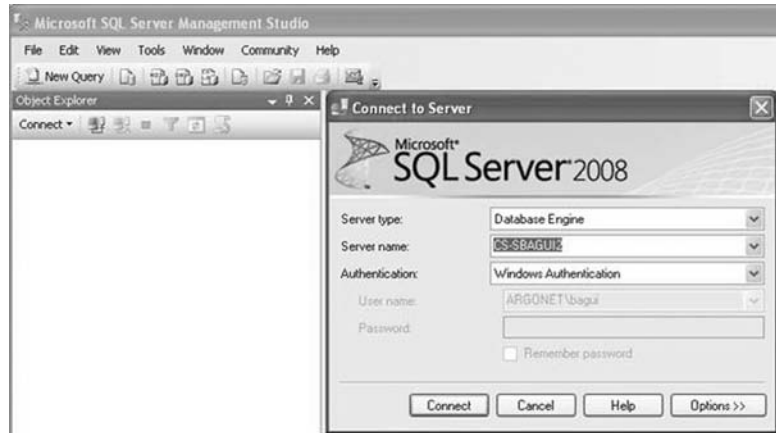 Microsoft SQL Server Management Studio
File Edit View Tools Window Community Help
New Query
Object Explorer
Connect
Connect to Server
Microsoft®
SQL Server 2008
Server type: Database Engine
Server name: CS-SBAGUI2
Authentication: Windows Authentication
User name: ARGONET\bagui
Password:
Remember password
Connect Cancel Help Options >>